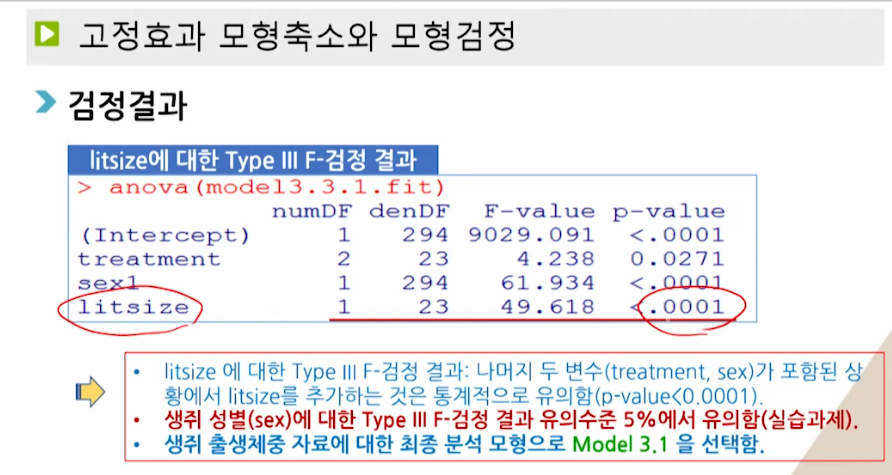 고정효과 모형축소와 모형검정
검정결과
litsize에 대한 Type III F-검정 결과
> anova(model3.3.1.fit)
numDF denDF F-value p-value
(Intercept) 1 294 9029.091 <.0001
treatment 2 23 4.238 0.0271
sex1 1 294 61.934 <.0001
litsize 1 23 49.618 <.0001
• litsize 에 대한 Type III F-검정 결과: 나머지 두 변수(treatment, sex)가 포함된 상
황에서 litsize를 추가하는 것은 통계적으로 유의함(p-value<0.0001).
• 생쥐 성별(sex)에 대한 Type III F-검정 결과 유의수준 5%에서 유의함(실습과제).
• 생쥐 출생체중 자료에 대한 최종 분석 모형으로 Model 3.1 을 선택함.